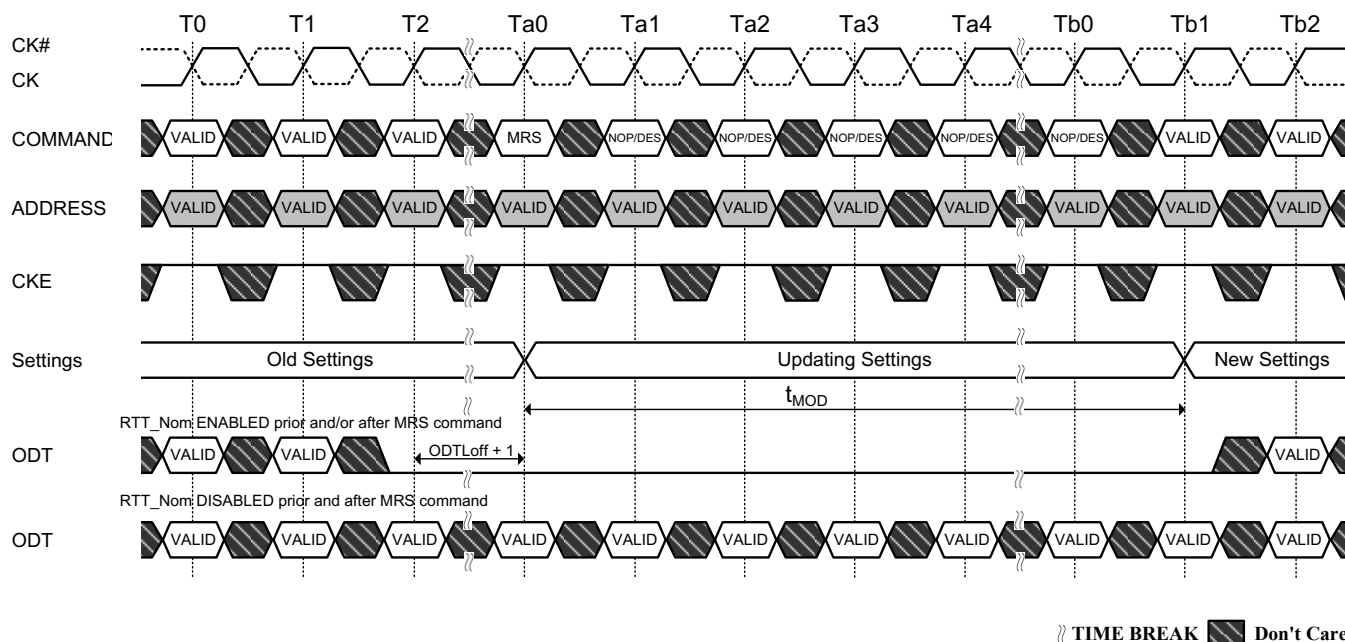 T0 T1 T2 Ta0 Ta1 Ta2 Ta3 Ta4 Tb0 Tb1 Tb2
CK#
CK
COMMAND VALID VALID VALID MRS NOP/DES NOP/DES NOP/DES NOP/DES NOP/DES VALID VALID
ADDRESS VALID VALID VALID VALID VALID VALID VALID VALID VALID VALID VALID
CKE
Settings Old Settings Updating Settings New Settings
tMOD
RTT_Nom ENABLED prior and/or after MRS command
ODT VALID VALID ODTLoff + 1 VALID
RTT_Nom DISABLED prior and after MRS command
ODT VALID VALID VALID VALID VALID VALID VALID VALID VALID VALID VALID
TIME BREAK Don't Care